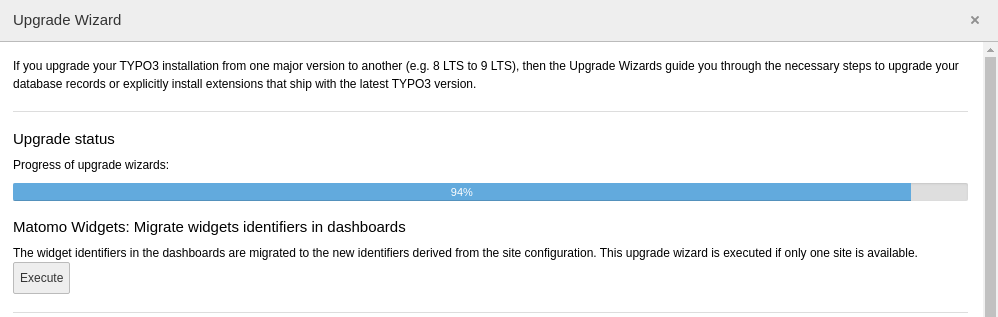 Upgrade Wizard
×
If you upgrade your TYPO3 installation from one major version to another (e.g. 8 LTS to 9 LTS), then the Upgrade Wizards guide you through the necessary steps to upgrade your
database records or explicitly install extensions that ship with the latest TYPO3 version.
Upgrade status
Progress of upgrade wizards:
94%
Matomo Widgets: Migrate widgets identifiers in dashboards
The widget identifiers in the dashboards are migrated to the new identifiers derived from the site configuration. This upgrade wizard is executed if only one site is available.
Execute